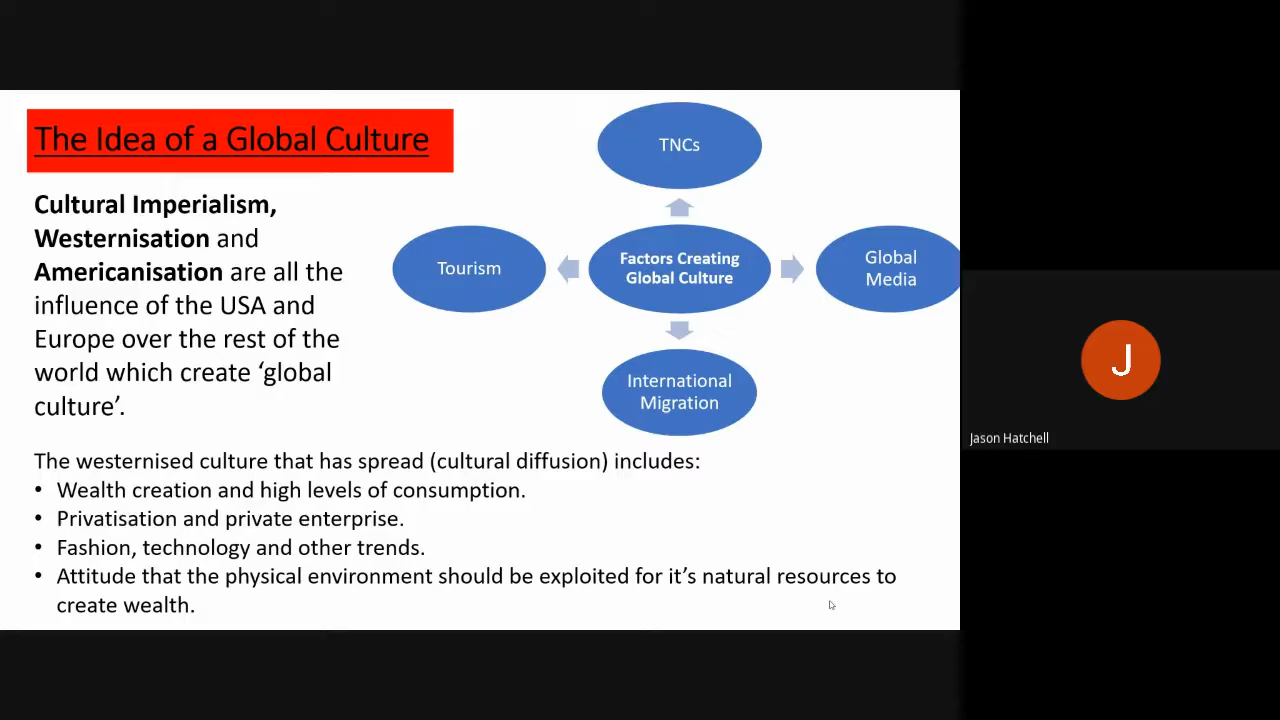 The Idea of a Global Culture
Cultural Imperialism,
Westernisation and
Americanisation are all the
influence of the USA and
Europe over the rest of the
world which create ‘global
culture’.
TNCs
Tourism
Factors Creating
Global Culture
Global
Media
International
Migration
The westernised culture that has spread (cultural diffusion) includes:
• Wealth creation and high levels of consumption.
• Privatisation and private enterprise.
• Fashion, technology and other trends.
• Attitude that the physical environment should be exploited for it’s natural resources to
create wealth.
J
Jason Hatchell